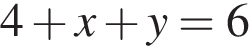 4 + x + y = 6